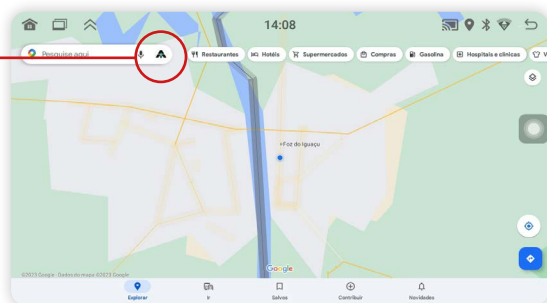 14:08
Pesquise aqui
Restaurantes
Hotéis
Supermercados
Compras
Gasolina
Hospitais e clínicas
V
Foz do Iguaçu
Google
©2023 Google - Dados do mapa ©2023 Google
Explorar
Ir
Salvos
Contribuir
Novidades